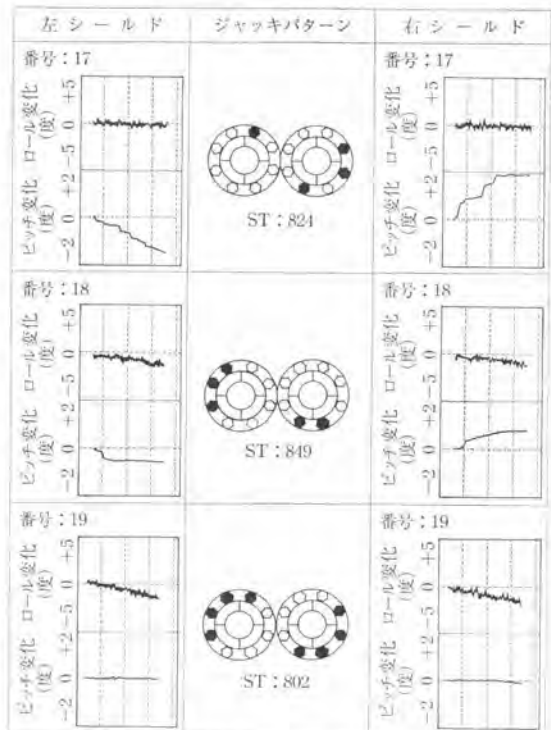 左シールド ジャッキパターン 右シールド
番号：17
ロール変化
(度)
+5
0
-5
ピッチ変化
(度)
+2
0
-2
ST：824
番号：17
ロール変化
(度)
+5
0
-5
ピッチ変化
(度)
+2
0
-2
番号：18
ロール変化
(度)
+5
0
-5
ピッチ変化
(度)
+2
0
-2
ST：849
番号：18
ロール変化
(度)
+5
0
-5
ピッチ変化
(度)
+2
0
-2
番号：19
ロール変化
(度)
+5
0
-5
ピッチ変化
(度)
+2
0
-2
ST：802
番号：19
ロール変化
(度)
+5
0
-5
ピッチ変化
(度)
+2
0
-2